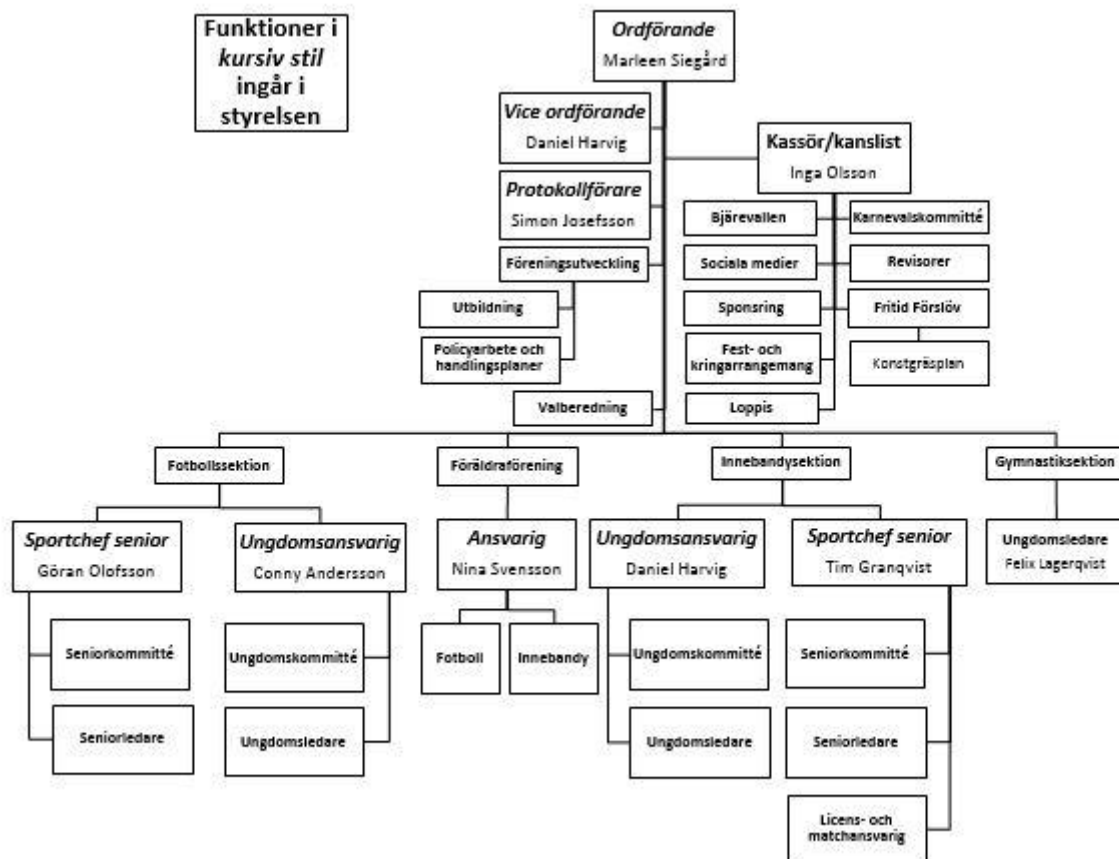 Funktioner i
kursiv stil
ingår i
styrelsen
Ordförande
Marleen Siegård
Vice ordförande
Daniel Harvig
Kassör/kanslist
Inga Olsson
Protokollförare
Simon Josefsson
Bjärevallen
Karnevalskommitté
Föreningsutveckling
Sociala medier
Revisorer
Utbildning
Sponsring
Fritid Förslöv
Policyarbete och
handlingsplaner
Fest- och
kringarrangemang
Konstgräsplan
Valberedning
Loppis
Fotbollssektion
Föräldraförening
Innebandysektion
Gymnastiksektion
Sportchef senior
Göran Olofsson
Ungdomsansvarig
Conny Andersson
Ansvarig
Nina Svensson
Ungdomsansvarig
Daniel Harvig
Sportchef senior
Tim Granqvist
Ungdomsledare
Felix Lagerqvist
Seniorkommitté
Ungdomskommitté
Fotboll
Innebandy
Ungdomskommitté
Seniorkommitté
Seniorledare
Ungdomsledare
Ungdomsledare
Seniorledare
Licens- och
matchansvarig